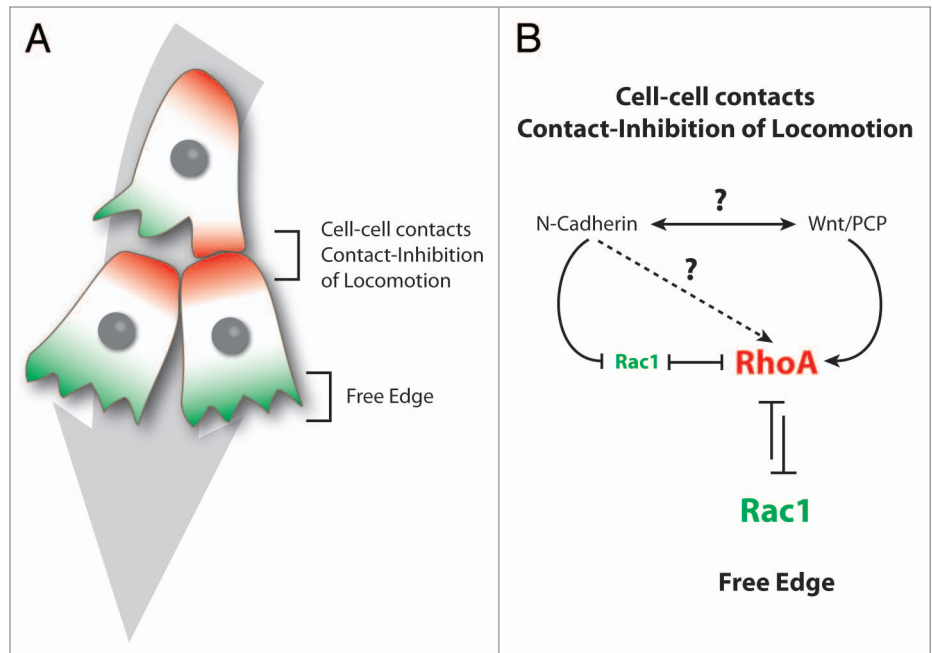 A
Cell-cell contacts
Contact-Inhibition
of Locomotion
Free Edge
B
Cell-cell contacts
Contact-Inhibition of Locomotion
?
N-Cadherin
Wnt/PCP
?
Rac1
RhoA
Rac1
Free Edge